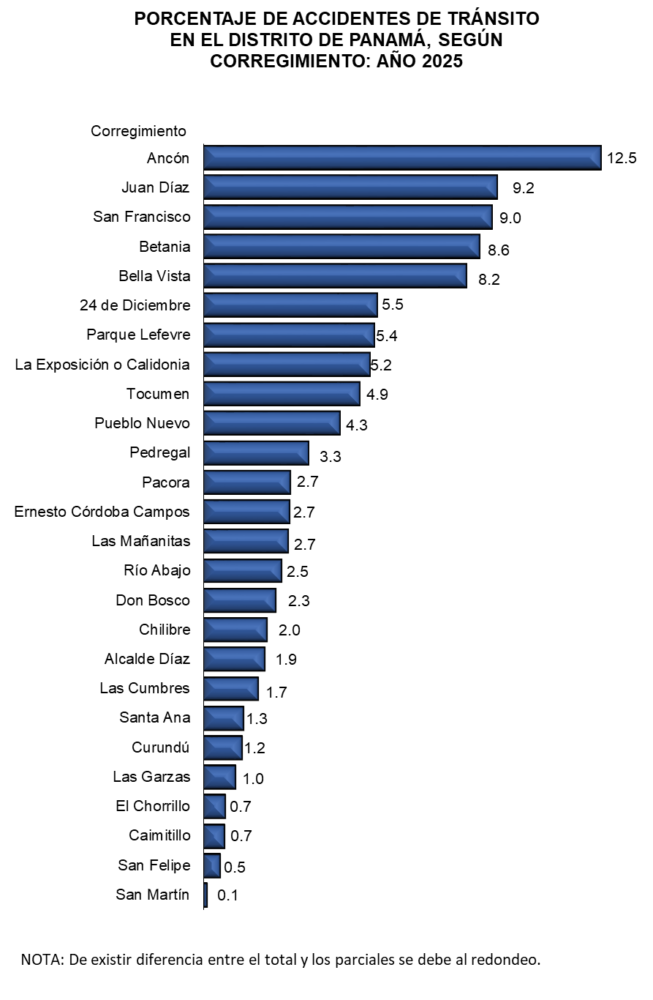 PORCENTAJE DE ACCIDENTES DE TRÁNSITO
EN EL DISTRITO DE PANAMÁ, SEGÚN
CORREGIMIENTO: AÑO 2025
Corregimiento
Ancón 12.5
Juan Díaz 9.2
San Francisco 9.0
Betania 8.6
Bella Vista 8.2
24 de Diciembre 5.5
Parque Lefevre 5.4
La Exposición o Calidonia 5.2
Tocumen 4.9
Pueblo Nuevo 4.3
Pedregal 3.3
Pacora 2.7
Ernesto Córdoba Campos 2.7
Las Mañanitas 2.7
Río Abajo 2.5
Don Bosco 2.3
Chilibre 2.0
Alcalde Díaz 1.9
Las Cumbres 1.7
Santa Ana 1.3
Curundú 1.2
Las Garzas 1.0
El Chorrillo 0.7
Caimitillo 0.7
San Felipe 0.5
San Martín 0.1
NOTA: De existir diferencia entre el total y los parciales se debe al redondeo.